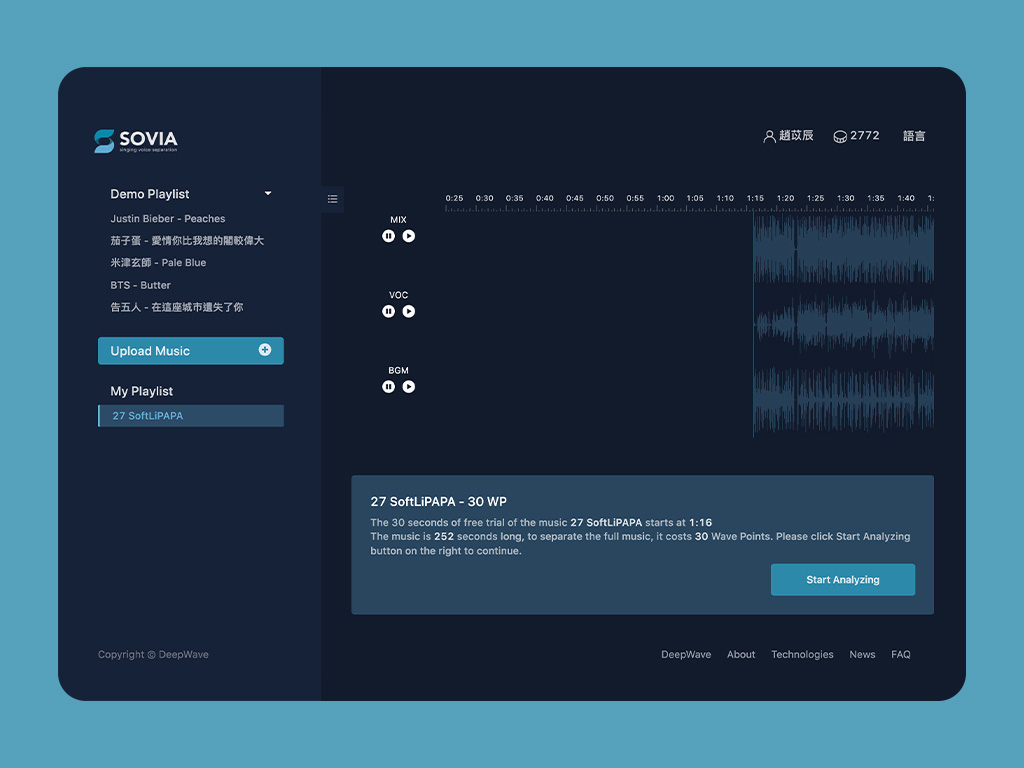 SOVIA
singing voice separation
趙苡辰
2772
語言
Demo Playlist
Justin Bieber - Peaches
茄子蛋 - 愛情你比我想的閣較偉大
米津玄師 - Pale Blue
BTS - Butter
告五人 - 在這座城市遺失了你
Upload Music
My Playlist
27 SoftLiPAPA
0:25 0:30 0:35 0:40 0:45 0:50 0:55 1:00 1:05 1:10 1:15 1:20 1:25 1:30 1:35 1:40 1:
MIX
VOC
BGM
27 SoftLiPAPA - 30 WP
The 30 seconds of free trial of the music 27 SoftLiPAPA starts at 1:16
The music is 252 seconds long, to separate the full music, it costs 30 Wave Points. Please click Start Analyzing
button on the right to continue.
Start Analyzing
Copyright © DeepWave
DeepWave About Technologies News FAQ